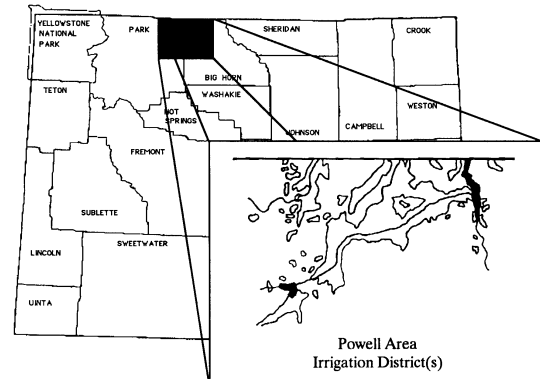 YELLOWSTONE
NATIONAL
PARK
PARK
SHERIDAN
CROOK
BIG HORN
TETON
WASHAKIE
HOT
SPRINGS
WESTON
JOHNSON
CAMPBELL
FREMONT
SUBLETTE
SWEETWATER
LINCOLN
UINTA
Powell Area
Irrigation District(s)